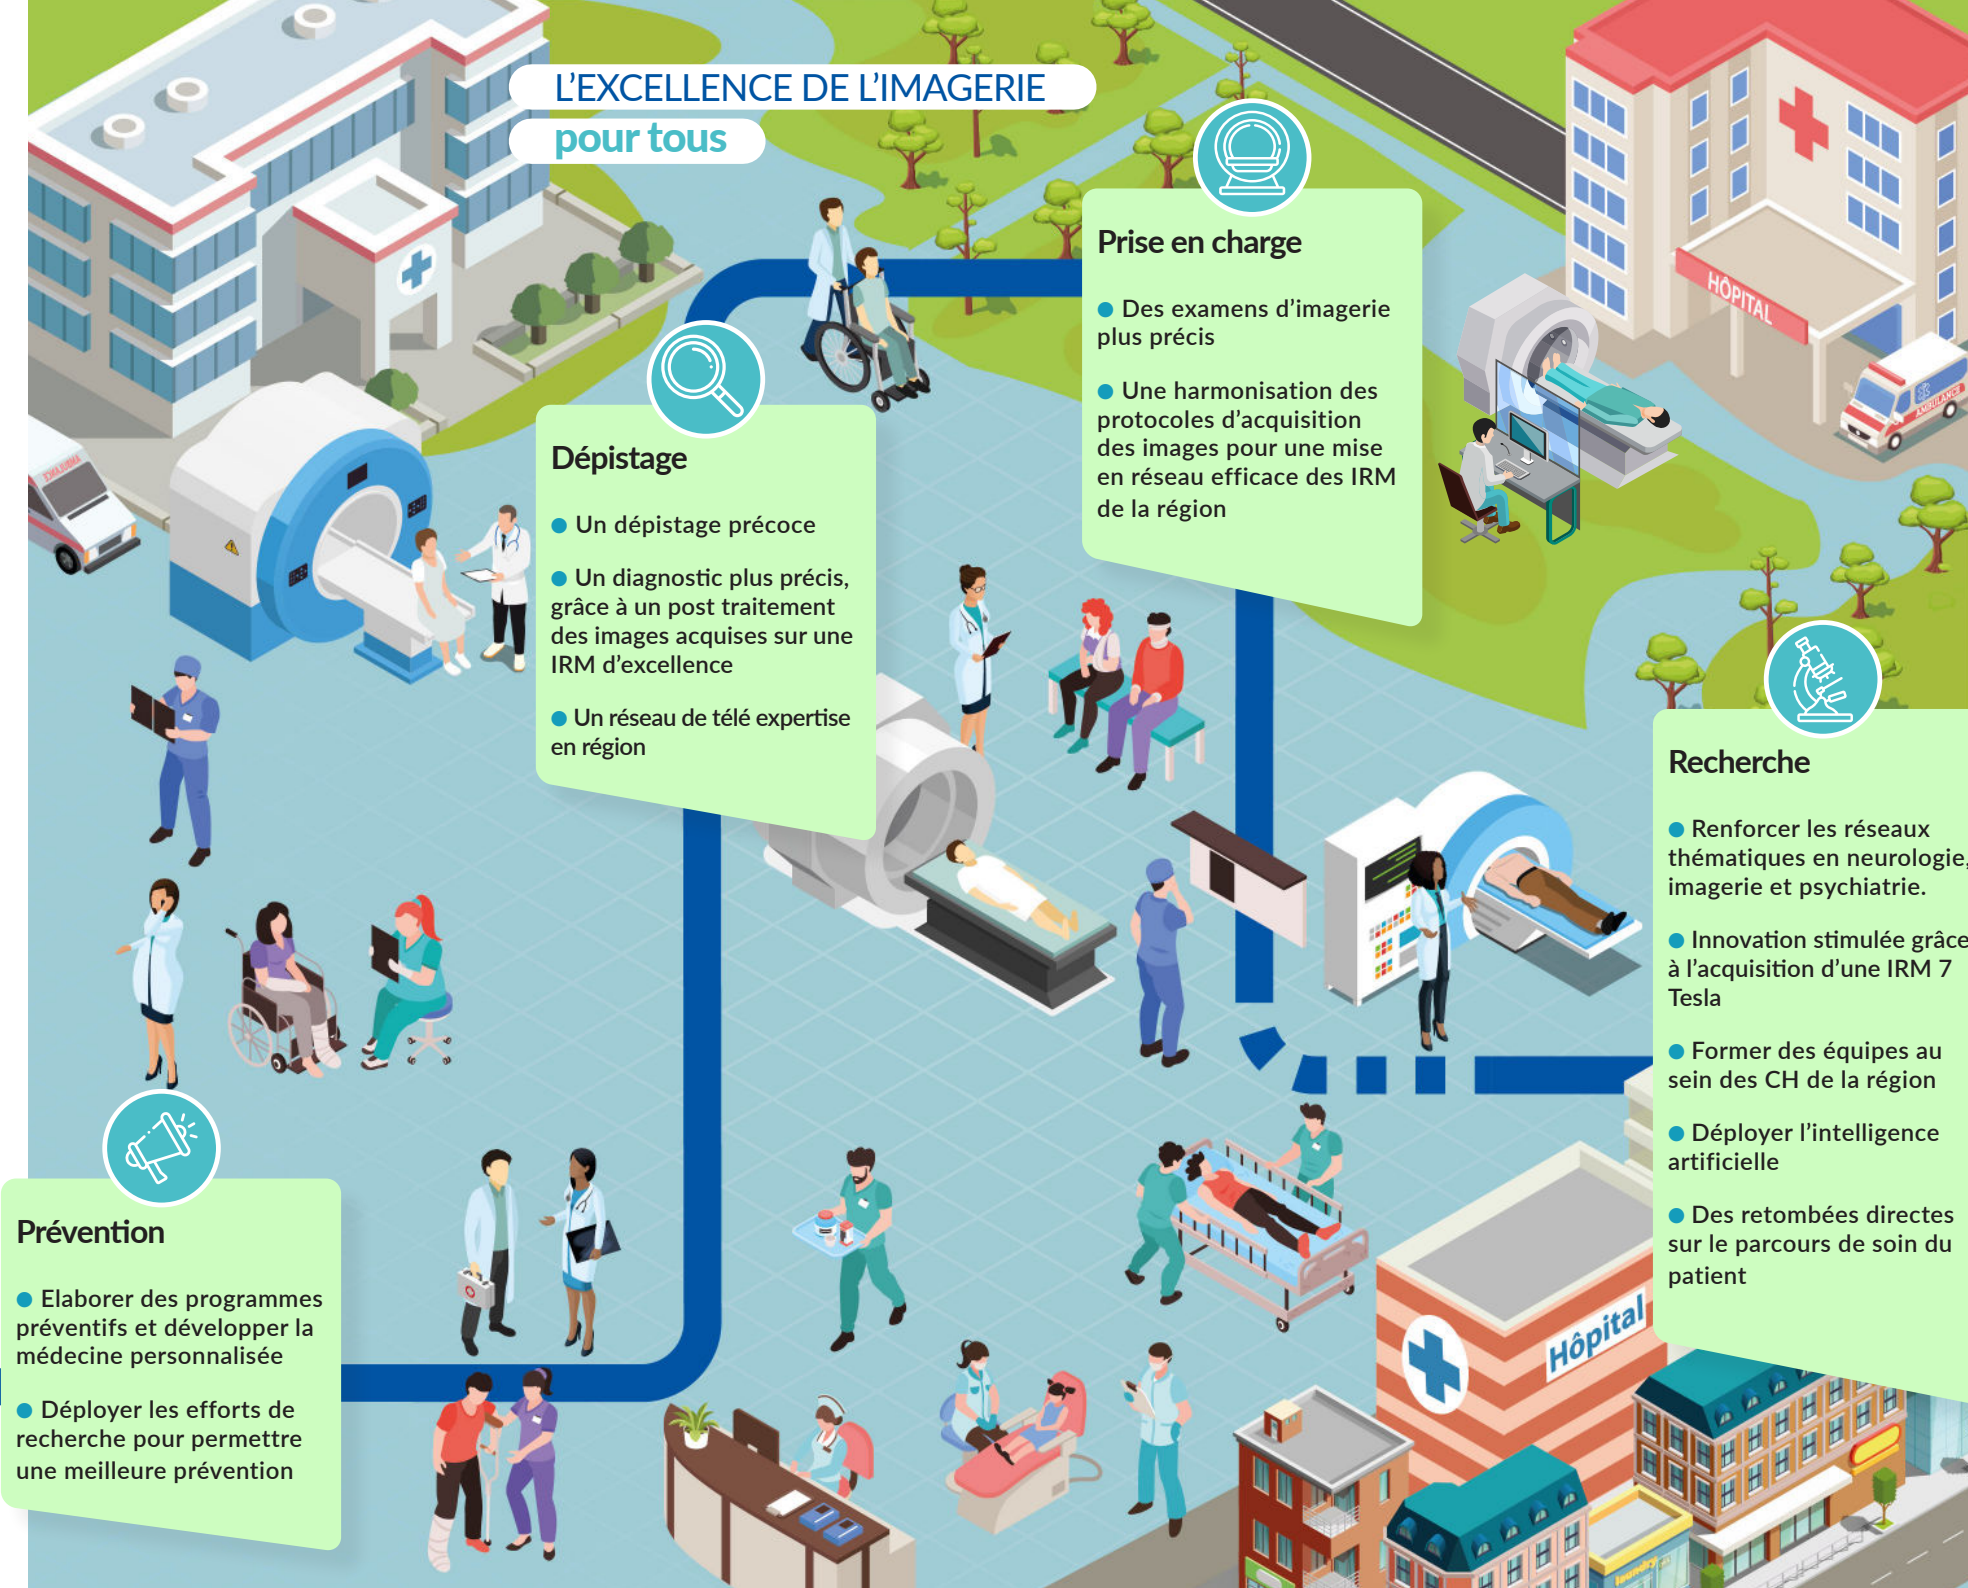 L’EXCELLENCE DE L’IMAGERIE
pour tous
Prise en charge
● Des examens d’imagerie
plus précis
● Une harmonisation des
protocoles d’acquisition
des images pour une mise
en réseau efficace des IRM
de la région
HÔPITAL
AMBULANCE
Dépistage
● Un dépistage précoce
● Un diagnostic plus précis,
grâce à un post traitement
des images acquises sur une
IRM d’excellence
● Un réseau de télé expertise
en région
Recherche
● Renforcer les réseaux
thématiques en neurologie,
imagerie et psychiatrie.
● Innovation stimulée grâce
à l’acquisition d’une IRM 7
Tesla
● Former des équipes au
sein des CH de la région
● Déployer l’intelligence
artificielle
● Des retombées directes
sur le parcours de soin du
patient
Prévention
● Elaborer des programmes
préventifs et développer la
médecine personnalisée
● Déployer les efforts de
recherche pour permettre
une meilleure prévention
Hôpital
laundry